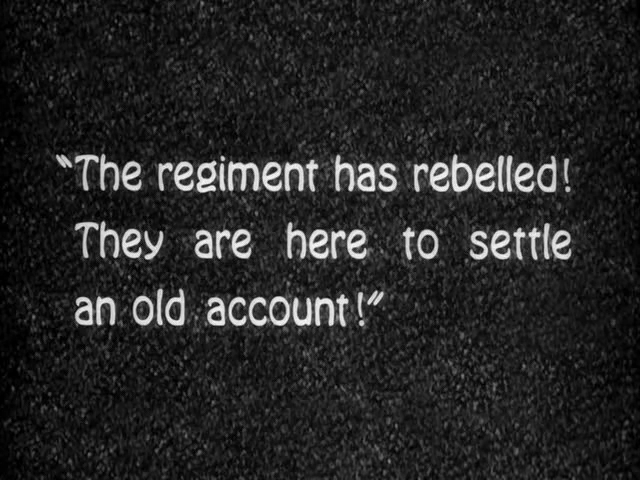 "The regiment has rebelled!
They are here to settle
an old account!"